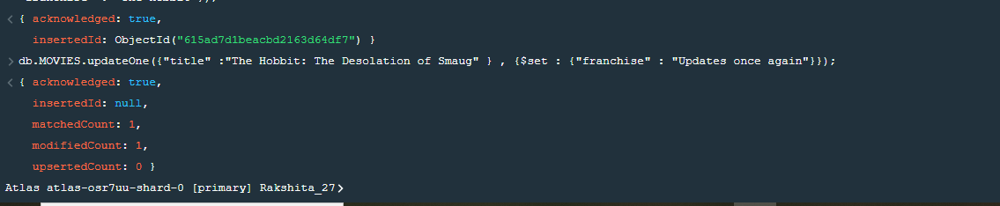 < { acknowledged: true,
insertedId: ObjectId("615ad7d1beacbd2163d64df7") }
> db.MOVIES.updateOne({"title" :"The Hobbit: The Desolation of Smaug" } , {$set : {"franchise" : "Updates once again"}});
< { acknowledged: true,
insertedId: null,
matchedCount: 1,
modifiedCount: 1,
upsertedCount: 0 }
Atlas atlas-osr7uu-shard-0 [primary] Rakshita_27>